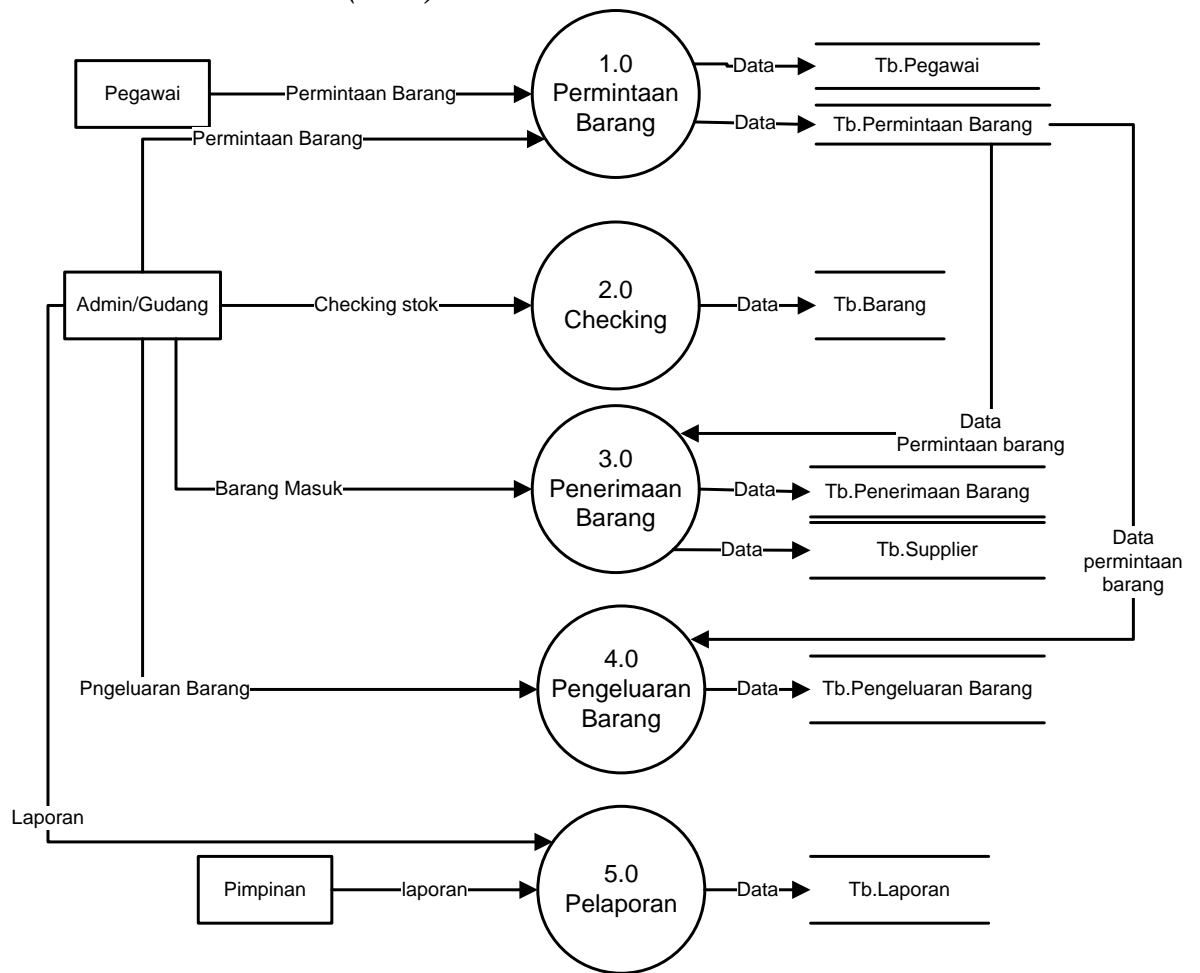 1.0
Permintaan
Barang
Data
Tb.Pegawai
Pegawai
Permintaan Barang
Data
Tb.Permintaan Barang
Permintaan Barang
Admin/Gudang
Checking stok
2.0
Checking
Data
Tb.Barang
Data
Permintaan barang
3.0
Penerimaan
Barang
Barang Masuk
Data
Tb.Penerimaan Barang
Data
Tb.Supplier
Data
permintaan
barang
4.0
Pengeluaran
Barang
Pngeluaran Barang
Data
Tb.Pengeluaran Barang
Laporan
5.0
Pelaporan
Pimpinan
laporan
Data
Tb.Laporan